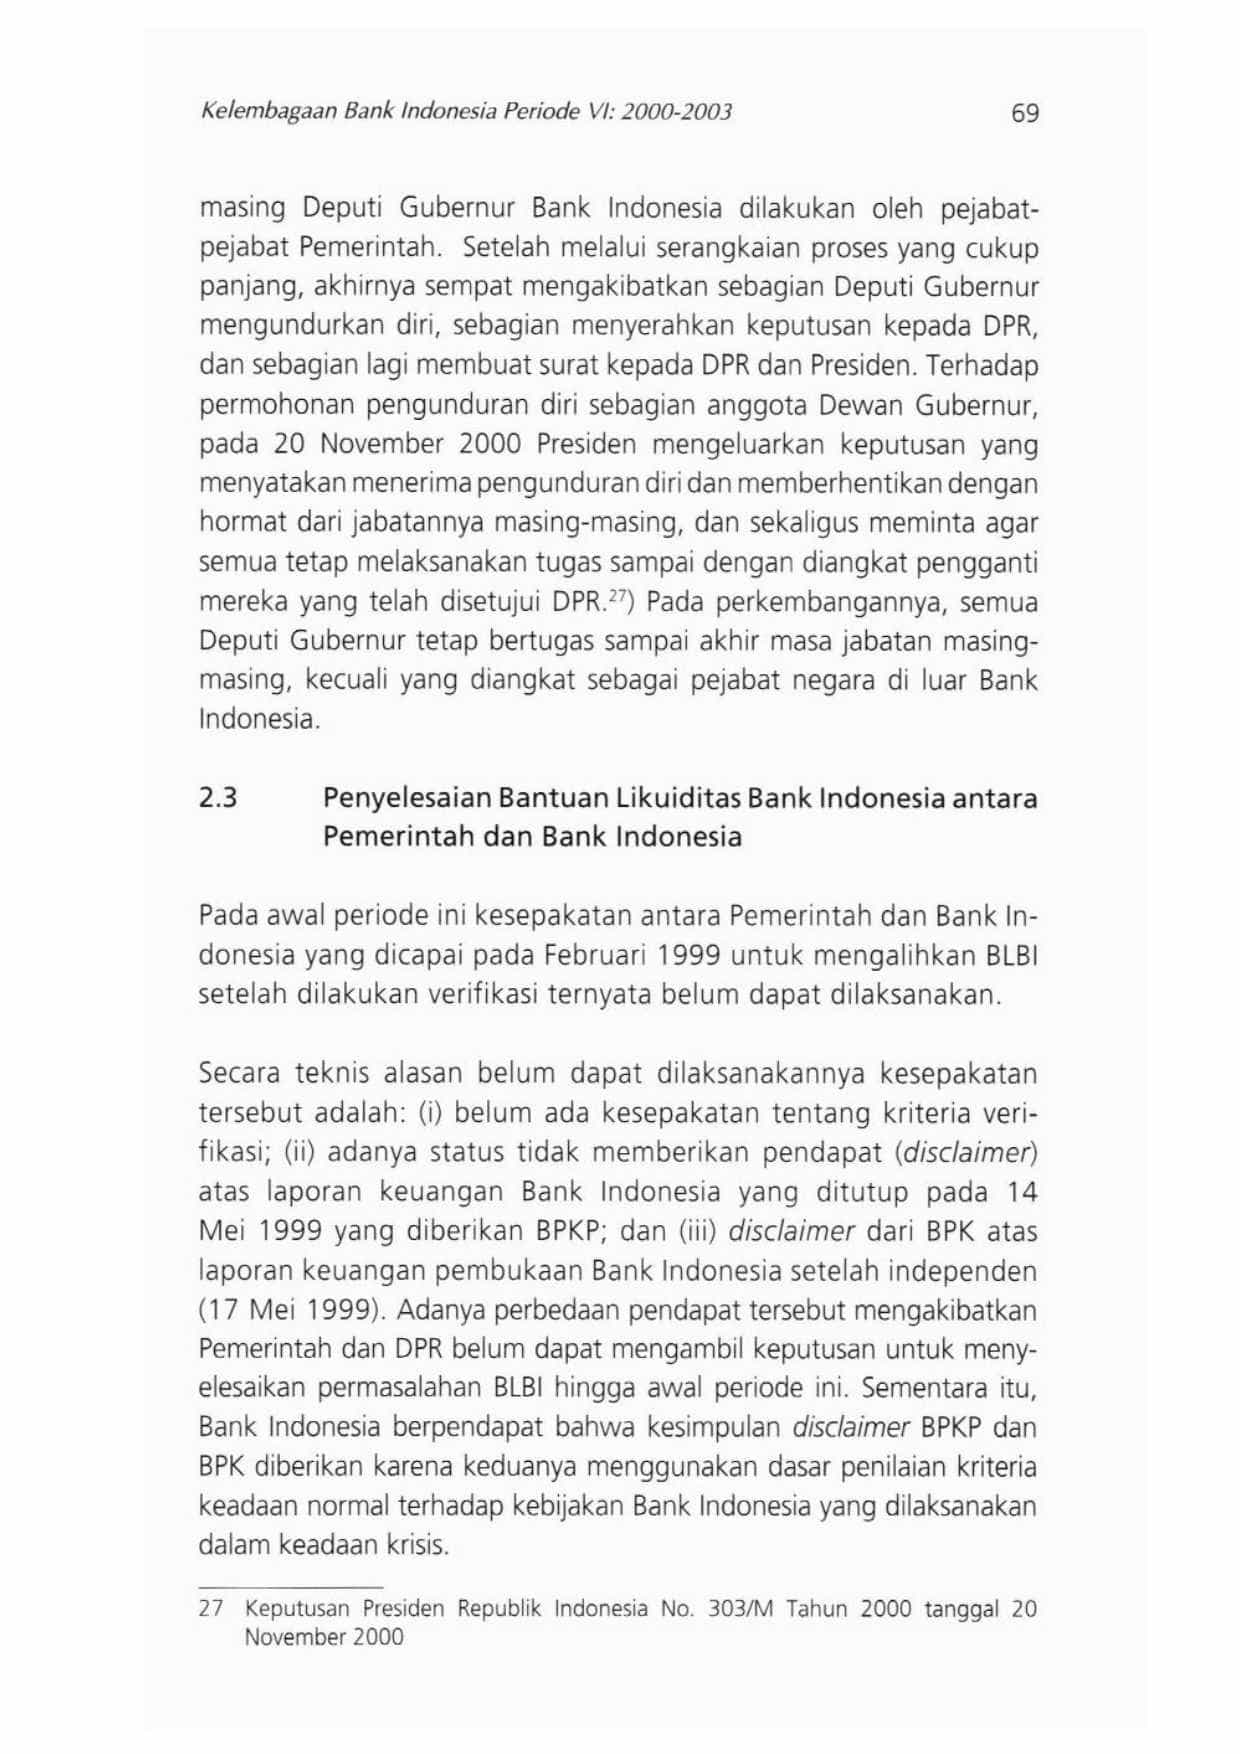 Kelembagaan Bank Indonesia Periode VI: 2000-2003 69
masing Deputi Gubernur Bank Indonesia dilakukan oleh pejabat-
pejabat Pemerintah. Setelah melalui serangkaian proses yang cukup
panjang, akhirnya sempat mengakibatkan sebagian Deputi Gubernur
mengundurkan diri, sebagian menyerahkan keputusan kepada DPR,
dan sebagian lagi membuat surat kepada DPR dan Presiden. Terhadap
permohonan pengunduran diri sebagian anggota Dewan Gubernur,
pada 20 November 2000 Presiden mengeluarkan keputusan yang
menyatakan menerima pengunduran diri dan memberhentikan dengan
hormat dari jabatannya masing-masing, dan sekaligus meminta agar
semua tetap melaksanakan tugas sampai dengan diangkat pengganti
mereka yang telah disetujui DPR.²⁷) Pada perkembangannya, semua
Deputi Gubernur tetap bertugas sampai akhir masa jabatan masing-
masing, kecuali yang diangkat sebagai pejabat negara di luar Bank
Indonesia.
2.3 Penyelesaian Bantuan Likuiditas Bank Indonesia antara
Pemerintah dan Bank Indonesia
Pada awal periode ini kesepakatan antara Pemerintah dan Bank In-
donesia yang dicapai pada Februari 1999 untuk mengalihkan BLBI
setelah dilakukan verifikasi ternyata belum dapat dilaksanakan.
Secara teknis alasan belum dapat dilaksanakannya kesepakatan
tersebut adalah: (i) belum ada kesepakatan tentang kriteria veri-
fikasi; (ii) adanya status tidak memberikan pendapat (disclaimer)
atas laporan keuangan Bank Indonesia yang ditutup pada 14
Mei 1999 yang diberikan BPKP; dan (iii) disclaimer dari BPK atas
laporan keuangan pembukaan Bank Indonesia setelah independen
(17 Mei 1999). Adanya perbedaan pendapat tersebut mengakibatkan
Pemerintah dan DPR belum dapat mengambil keputusan untuk meny-
elesaikan permasalahan BLBI hingga awal periode ini. Sementara itu,
Bank Indonesia berpendapat bahwa kesimpulan disclaimer BPKP dan
BPK diberikan karena keduanya menggunakan dasar penilaian kriteria
keadaan normal terhadap kebijakan Bank Indonesia yang dilaksanakan
dalam keadaan krisis.
27 Keputusan Presiden Republik Indonesia No. 303/M Tahun 2000 tanggal 20
November 2000